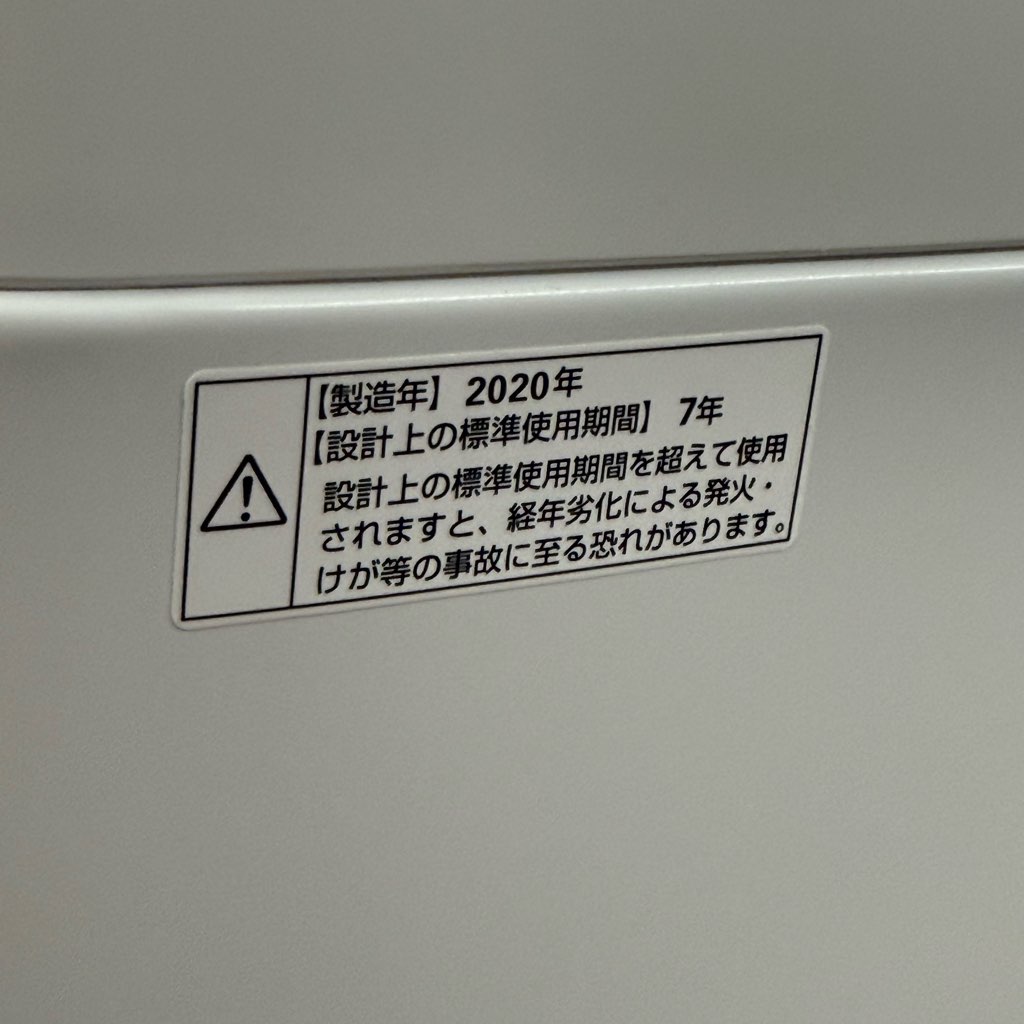 【製造年】 2020年
【設計上の標準使用期間】 7年
設計上の標準使用期間を超えて使用
されますと、経年劣化による発火・
けが等の事故に至る恐れがあります。